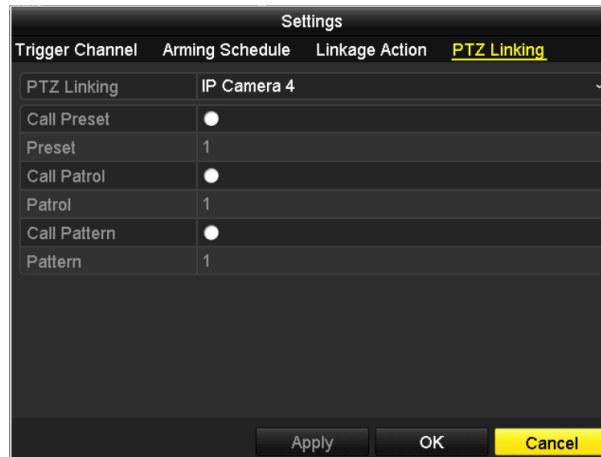 Settings
Trigger Channel Arming Schedule Linkage Action PTZ Linking
PTZ Linking IP Camera 4
Call Preset
Preset 1
Call Patrol
Patrol 1
Call Pattern
Pattern 1
Apply OK Cancel